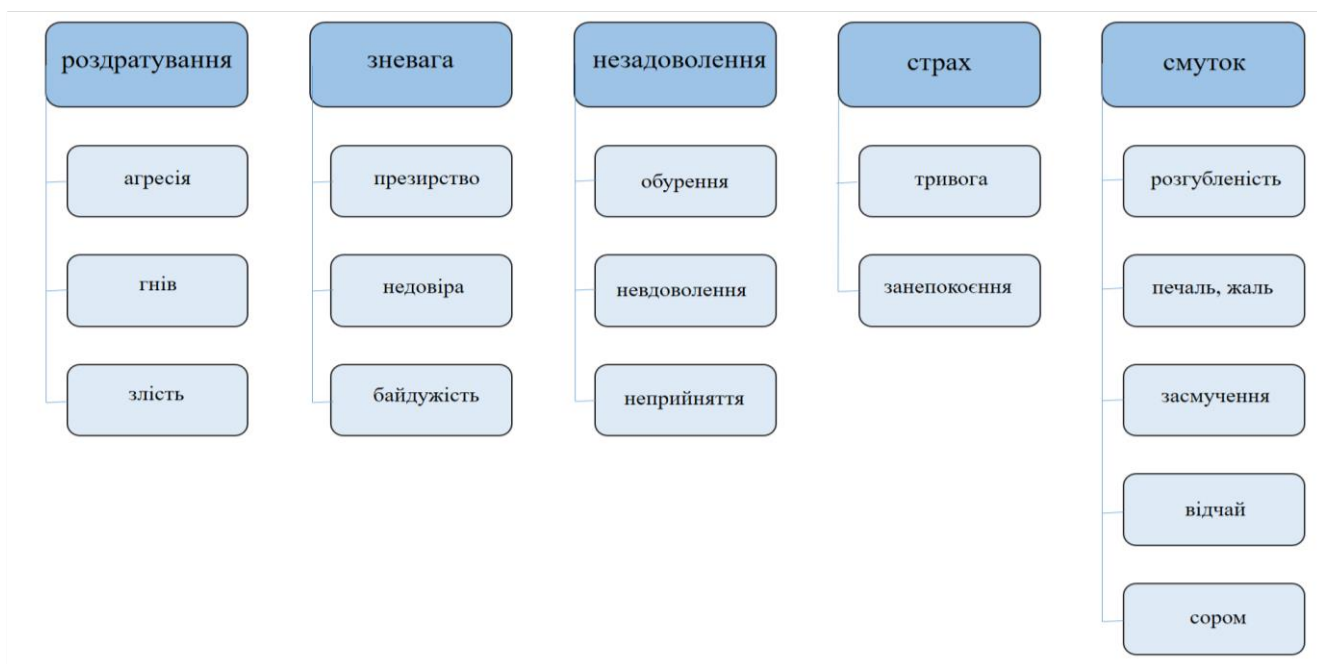 роздратування
агресія
гнів
злість
зневага
презирство
недовіра
байдужість
незадоволення
обурення
невдоволення
неприйняття
страх
тривога
занепокоєння
смуток
розгубленість
печаль, жаль
засмучення
відчай
сором